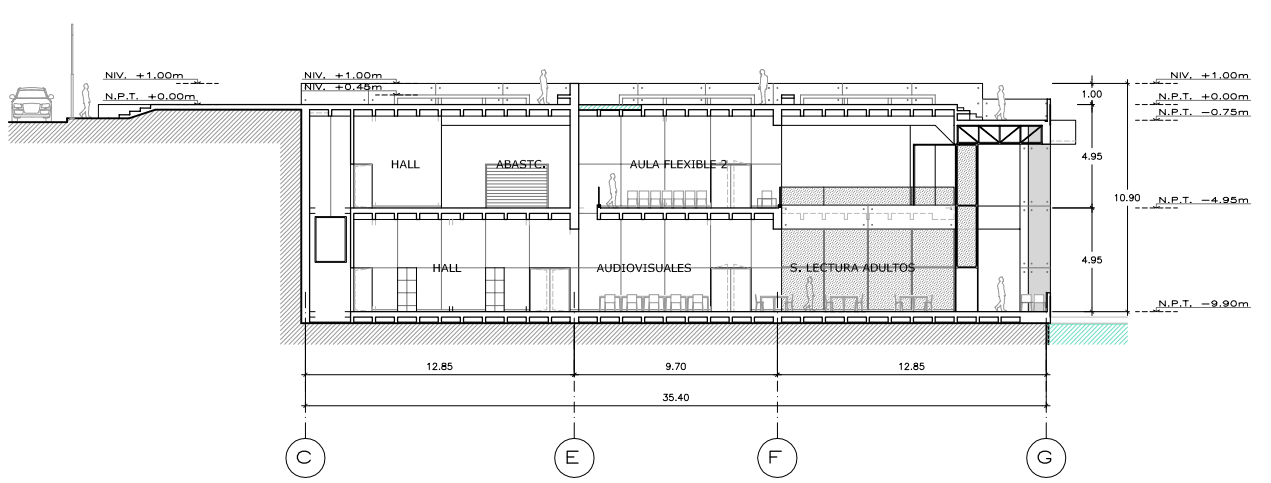 NIV. +1.00m
N.P.T. +0.00m
NIV. +1.00m
NIV. +0.45m
NIV. +1.00m
N.P.T. +0.00m
N.P.T. -0.75m
N.P.T. -4.95m
N.P.T. -9.90m
1.00
4.95
10.90
4.95
HALL
ABASTC.
AULA FLEXIBLE 2
HALL
AUDIOVISUALES
S. LECTURA ADULTOS
12.85
9.70
12.85
35.40
C
E
F
G